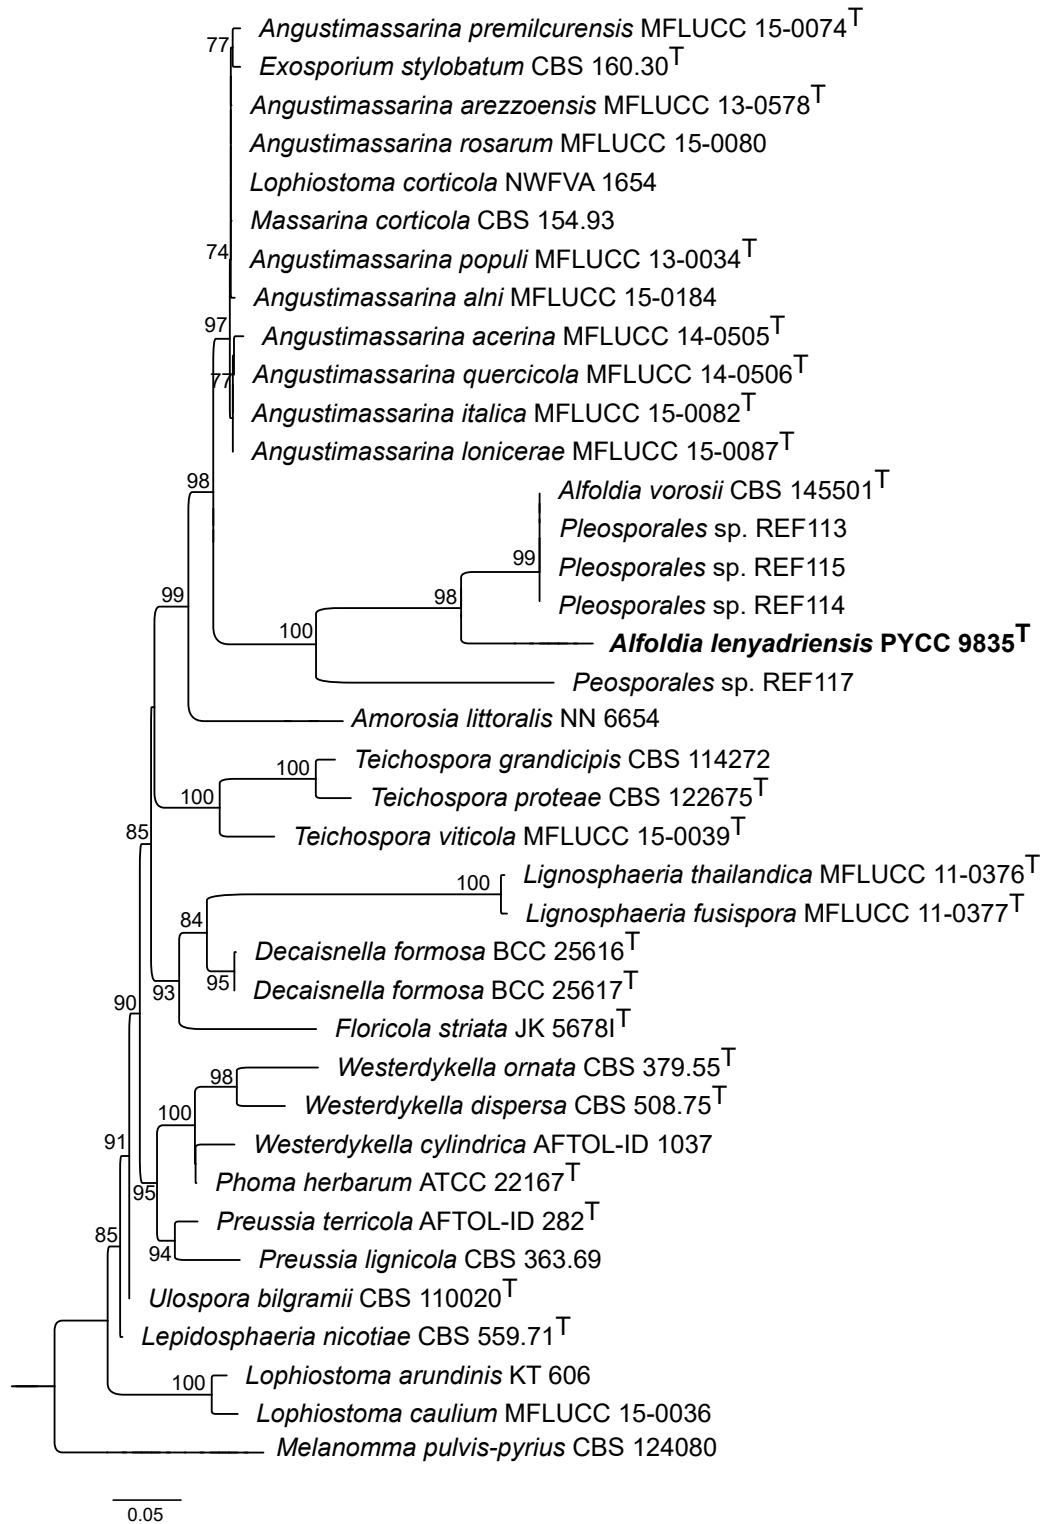 77
Angustimassarina premilcurensis MFLUCC 15-0074T
Exosporium stylobatum CBS 160.30T
Angustimassarina arezzoensis MFLUCC 13-0578T
Angustimassarina rosarum MFLUCC 15-0080
Lophiostoma corticola NWFVA 1654
Massarina corticola CBS 154.93
74
Angustimassarina populi MFLUCC 13-0034T
Angustimassarina alni MFLUCC 15-0184
97
Angustimassarina acerina MFLUCC 14-0505T
77
Angustimassarina quercicola MFLUCC 14-0506T
Angustimassarina italica MFLUCC 15-0082T
Angustimassarina lonicerae MFLUCC 15-0087T
98
Alfoldia vorosii CBS 145501T
Pleosporales sp. REF113
99
Pleosporales sp. REF115
99
98
Pleosporales sp. REF114
100
Alfoldia lenyadriensis PYCC 9835T
Peosporales sp. REF117
Amorosia littoralis NN 6654
100
Teichospora grandicipis CBS 114272
100
Teichospora proteae CBS 122675T
85
Teichospora viticola MFLUCC 15-0039T
100
Lignosphaeria thailandica MFLUCC 11-0376T
84
Lignosphaeria fusispora MFLUCC 11-0377T
Decaisnella formosa BCC 25616T
95
93
Decaisnella formosa BCC 25617T
90
Floricola striata JK 5678IT
98
Westerdykella ornata CBS 379.55T
100
Westerdykella dispersa CBS 508.75T
91
Westerdykella cylindrica AFTOL-ID 1037
95
Phoma herbarum ATCC 22167T
85
Preussia terricola AFTOL-ID 282T
94
Preussia lignicola CBS 363.69
Ulospora bilgramii CBS 110020T
Lepidosphaeria nicotiae CBS 559.71T
100
Lophiostoma arundinis KT 606
Lophiostoma caulium MFLUCC 15-0036
Melanomma pulvis-pyrius CBS 124080
0.05